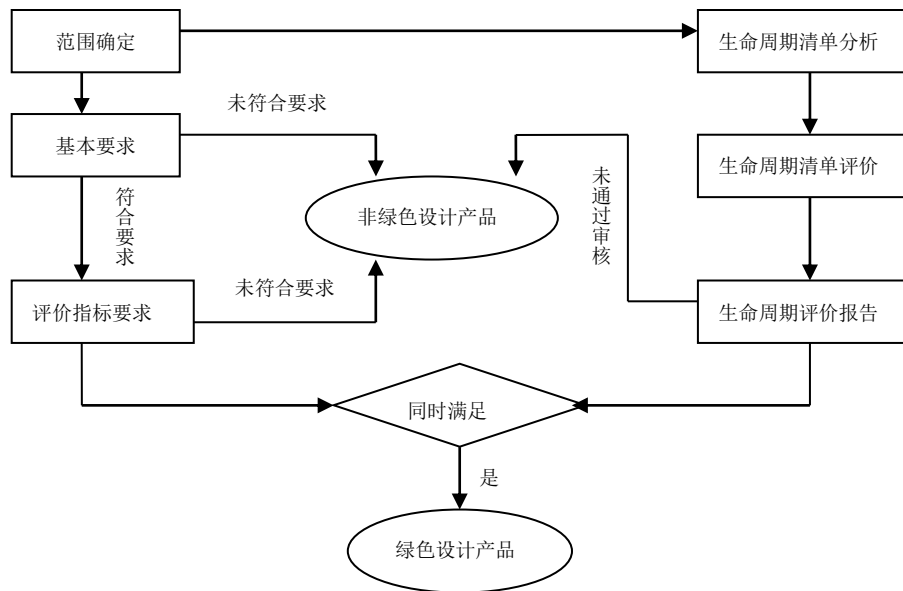 范围确定
生命周期清单分析
未符合要求
基本要求
生命周期清单评价
符合要求
未通过审核
非绿色设计产品
未符合要求
评价指标要求
生命周期评价报告
同时满足
是
绿色设计产品